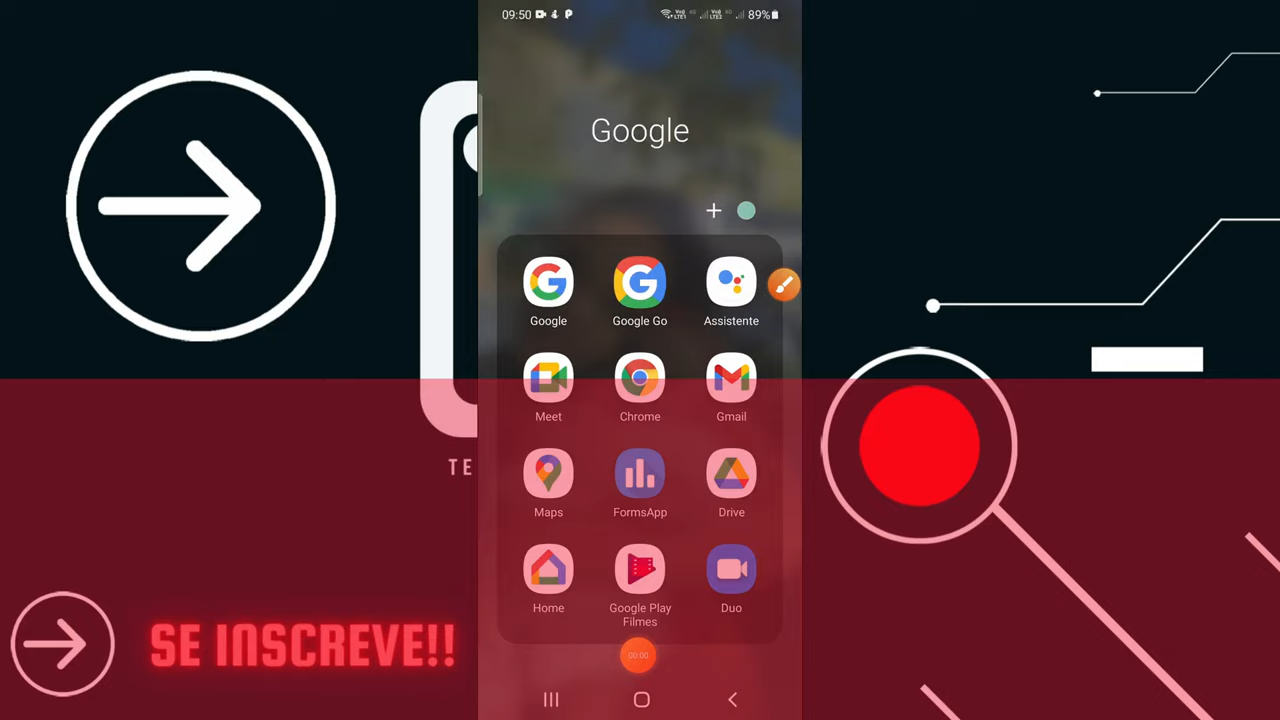 09:50
89%
Google
Google
Google Go
Assistente
Meet
Chrome
Gmail
Maps
FormsApp
Drive
TE
Home
Google Play
Filmes
Duo
SE INSCREVE!!
00:00